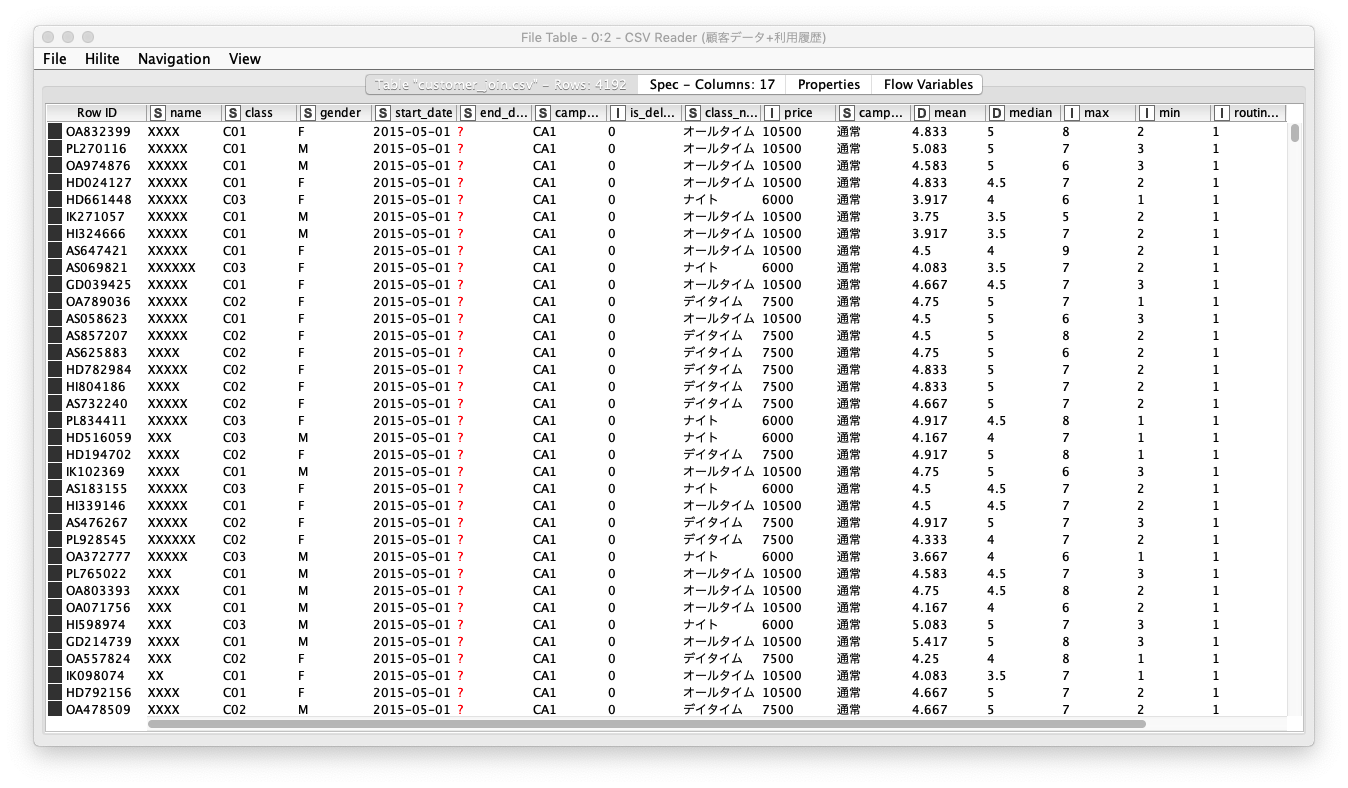 File Table - 0:2 - CSV Reader (顧客データ+利用履歴)
File Hilite Navigation View
Table "customer_join.csv" - Rows: 4192 Spec - Columns: 17 Properties Flow Variables
Row ID S name S class S gender S start_date S end_d... S camp... I is_del... S class_n... I price S camp... D mean D median I max I min I routin...
OA832399 XXXX C01 F 2015-05-01 ? CA1 0 オールタイム 10500 通常 4.833 5 8 2 1
PL270116 XXXXX C01 M 2015-05-01 ? CA1 0 オールタイム 10500 通常 5.083 5 7 3 1
OA974876 XXXXX C01 M 2015-05-01 ? CA1 0 オールタイム 10500 通常 4.583 5 6 3 1
HD024127 XXXXX C01 F 2015-05-01 ? CA1 0 オールタイム 10500 通常 4.833 4.5 7 2 1
HD661448 XXXXX C03 F 2015-05-01 ? CA1 0 ナイト 6000 通常 3.917 4 6 1 1
IK271057 XXXXX C01 M 2015-05-01 ? CA1 0 オールタイム 10500 通常 3.75 3.5 5 2 1
HI324666 XXXXX C01 M 2015-05-01 ? CA1 0 オールタイム 10500 通常 3.917 3.5 7 2 1
AS647421 XXXXX C01 F 2015-05-01 ? CA1 0 オールタイム 10500 通常 4.5 4 9 2 1
AS069821 XXXXXX C03 F 2015-05-01 ? CA1 0 ナイト 6000 通常 4.083 3.5 7 2 1
GD039425 XXXXX C01 F 2015-05-01 ? CA1 0 オールタイム 10500 通常 4.667 4.5 7 3 1
OA789036 XXXXX C02 F 2015-05-01 ? CA1 0 デイタイム 7500 通常 4.75 5 7 1 1
AS058623 XXXXX C01 F 2015-05-01 ? CA1 0 オールタイム 10500 通常 4.5 5 6 3 1
AS857207 XXXXX C02 F 2015-05-01 ? CA1 0 デイタイム 7500 通常 4.5 5 8 2 1
AS625883 XXXX C02 F 2015-05-01 ? CA1 0 デイタイム 7500 通常 4.75 5 6 2 1
HD782984 XXXXX C02 F 2015-05-01 ? CA1 0 デイタイム 7500 通常 4.833 5 7 2 1
HI804186 XXXX C02 F 2015-05-01 ? CA1 0 デイタイム 7500 通常 4.833 5 7 2 1
AS732240 XXXXX C02 F 2015-05-01 ? CA1 0 デイタイム 7500 通常 4.667 5 7 2 1
PL834411 XXXXX C03 F 2015-05-01 ? CA1 0 ナイト 6000 通常 4.917 4.5 8 1 1
HD516059 XXX C03 M 2015-05-01 ? CA1 0 ナイト 6000 通常 4.167 4 7 1 1
HD194702 XXXX C02 F 2015-05-01 ? CA1 0 デイタイム 7500 通常 4.917 5 8 1 1
IK102369 XXXX C01 M 2015-05-01 ? CA1 0 オールタイム 10500 通常 4.75 5 6 3 1
AS183155 XXXXX C03 F 2015-05-01 ? CA1 0 ナイト 6000 通常 4.5 4.5 7 2 1
HI339146 XXXXX C01 F 2015-05-01 ? CA1 0 オールタイム 10500 通常 4.5 4.5 7 2 1
AS476267 XXXXX C02 F 2015-05-01 ? CA1 0 デイタイム 7500 通常 4.917 5 7 3 1
PL928545 XXXXXX C02 F 2015-05-01 ? CA1 0 デイタイム 7500 通常 4.333 4 7 2 1
OA372777 XXXXX C03 M 2015-05-01 ? CA1 0 ナイト 6000 通常 3.667 4 6 1 1
PL765022 XXX C01 M 2015-05-01 ? CA1 0 オールタイム 10500 通常 4.583 4.5 7 3 1
OA803393 XXXX C01 M 2015-05-01 ? CA1 0 オールタイム 10500 通常 4.75 4.5 8 2 1
OA071756 XXX C01 M 2015-05-01 ? CA1 0 オールタイム 10500 通常 4.167 4 6 2 1
HI598974 XXX C03 M 2015-05-01 ? CA1 0 ナイト 6000 通常 5.083 5 7 3 1
GD214739 XXXX C01 M 2015-05-01 ? CA1 0 オールタイム 10500 通常 5.417 5 8 3 1
OA557824 XXX C02 F 2015-05-01 ? CA1 0 デイタイム 7500 通常 4.25 4 8 1 1
IK098074 XX C01 F 2015-05-01 ? CA1 0 オールタイム 10500 通常 4.083 3.5 7 1 1
HD792156 XXXX C01 F 2015-05-01 ? CA1 0 オールタイム 10500 通常 4.667 5 7 2 1
OA478509 XXXX C02 M 2015-05-01 ? CA1 0 デイタイム 7500 通常 4.667 5 7 2 1